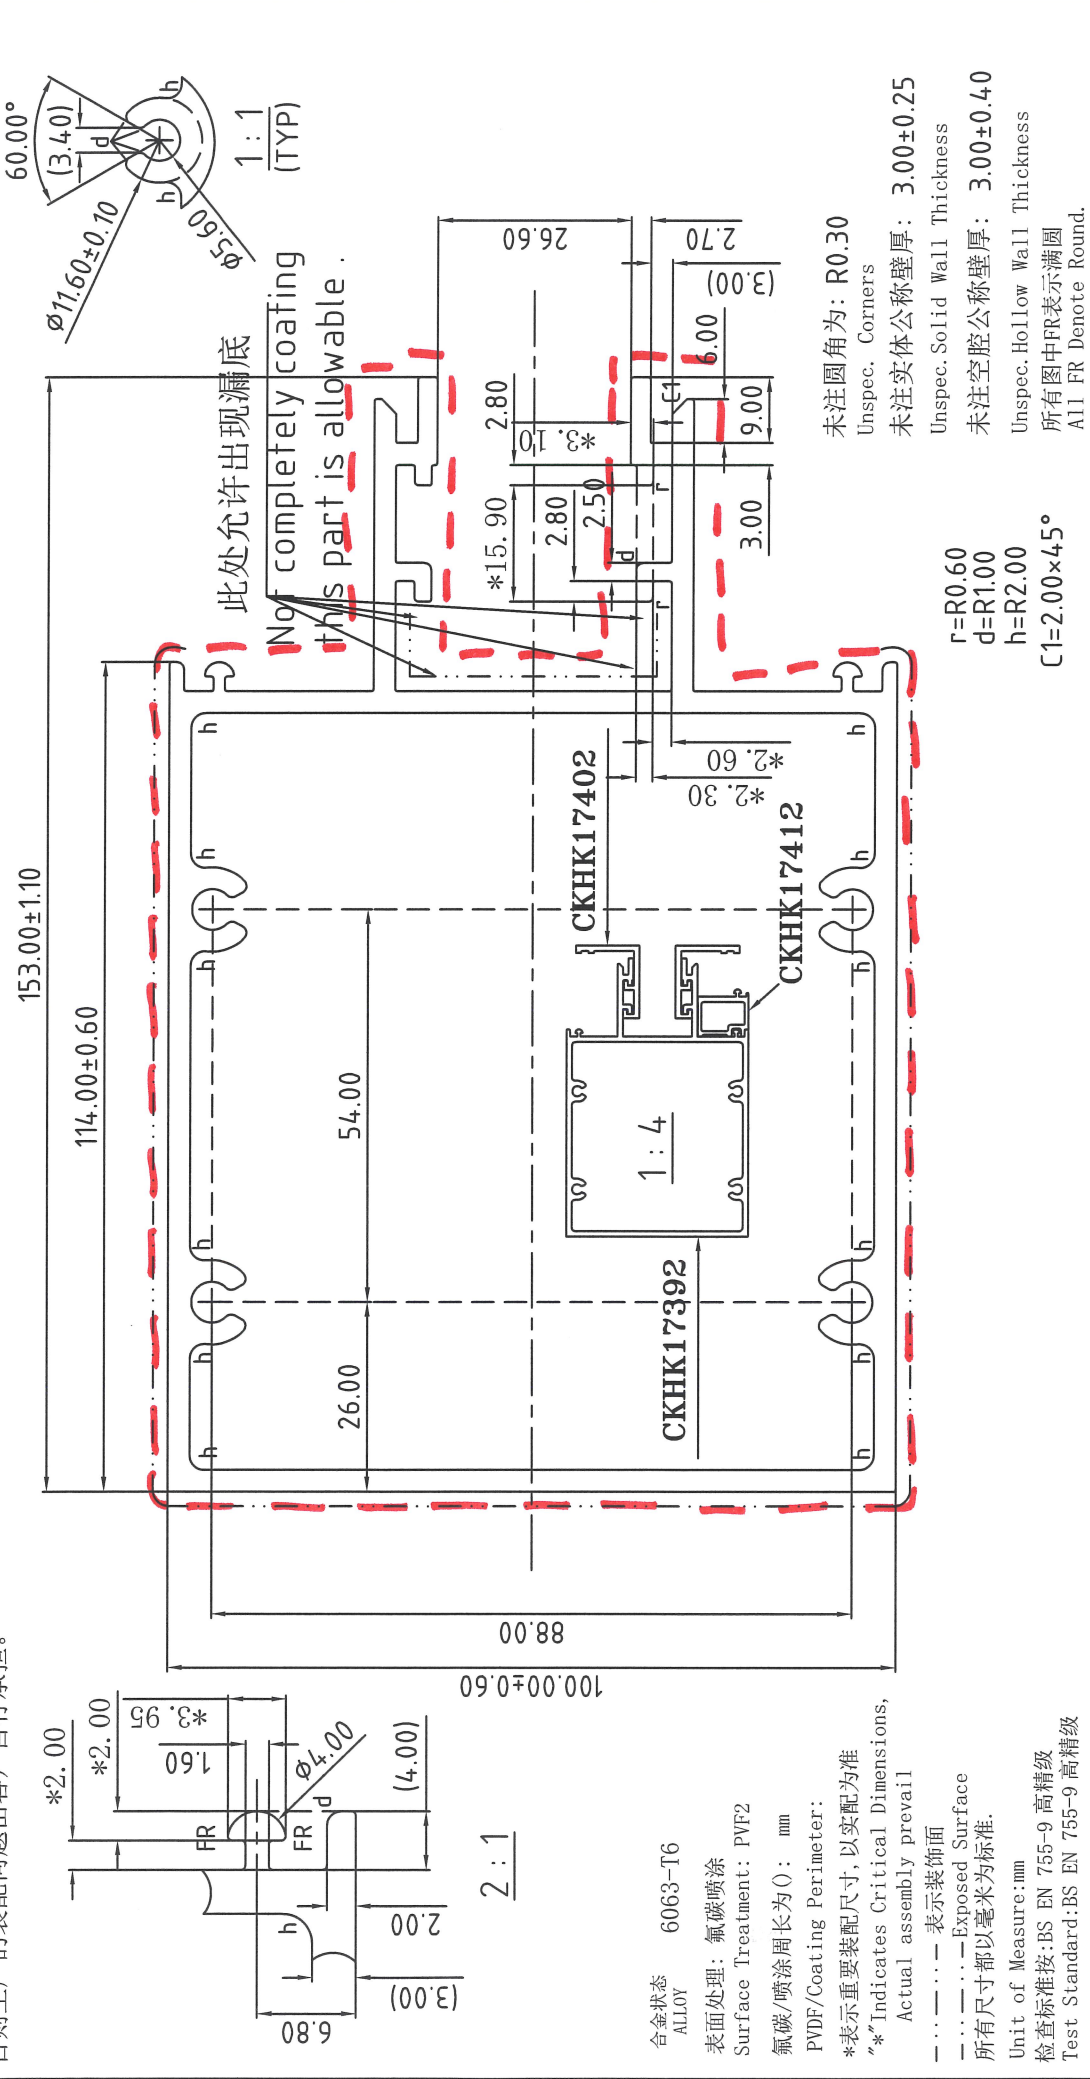 60.00°
(3.40)
d
h
h
Ø11.60±0.10
Ø5.60
1:1
(TYP)
153.00±1.10
114.00±0.60
此处允许出现漏底
Not completely coating
this part is allowable.
26.60
2.70
(3.00)
6.00
C1
9.00
3.00
2.80
*3.10
*15.90
2.80
2.50
d
r
r
*2.60
*2.30
h
h
h
h
h
h
h
h
h
h
h
h
54.00
26.00
88.00
100.00±0.60
CKHK17402
CKHK17412
CKHK17392
1:4
未注圆角为: R0.30
Unspec. Corners
未注实体公称壁厚: 3.00±0.25
Unspec.Solid Wall Thickness
未注空腔公称壁厚: 3.00±0.40
Unspec.Hollow Wall Thickness
所有图中FR表示满圆
All FR Denote Round.
r=R0.60
d=R1.00
h=R2.00
C1=2.00×45°
*2.00
*2.00
*3.95
1.60
Ø4.00
FR
FR
d
h
(4.00)
2.00
(3.00)
6.80
2:1
合金状态 6063-T6
ALLOY
表面处理: 氟碳喷涂
Surface Treatment: PVF2
氟碳/喷涂周长为(): mm
PVDF/Coating Perimeter:
*表示重要装配尺寸,以实配为准
"*"Indicates Critical Dimensions,
Actual assembly prevail
表示装饰面
Exposed Surface
所有尺寸都以毫米为标准.
Unit of Measure:mm
检查标准按:BS EN 755-9 高精级
Test Standard:BS EN 755-9 高精级